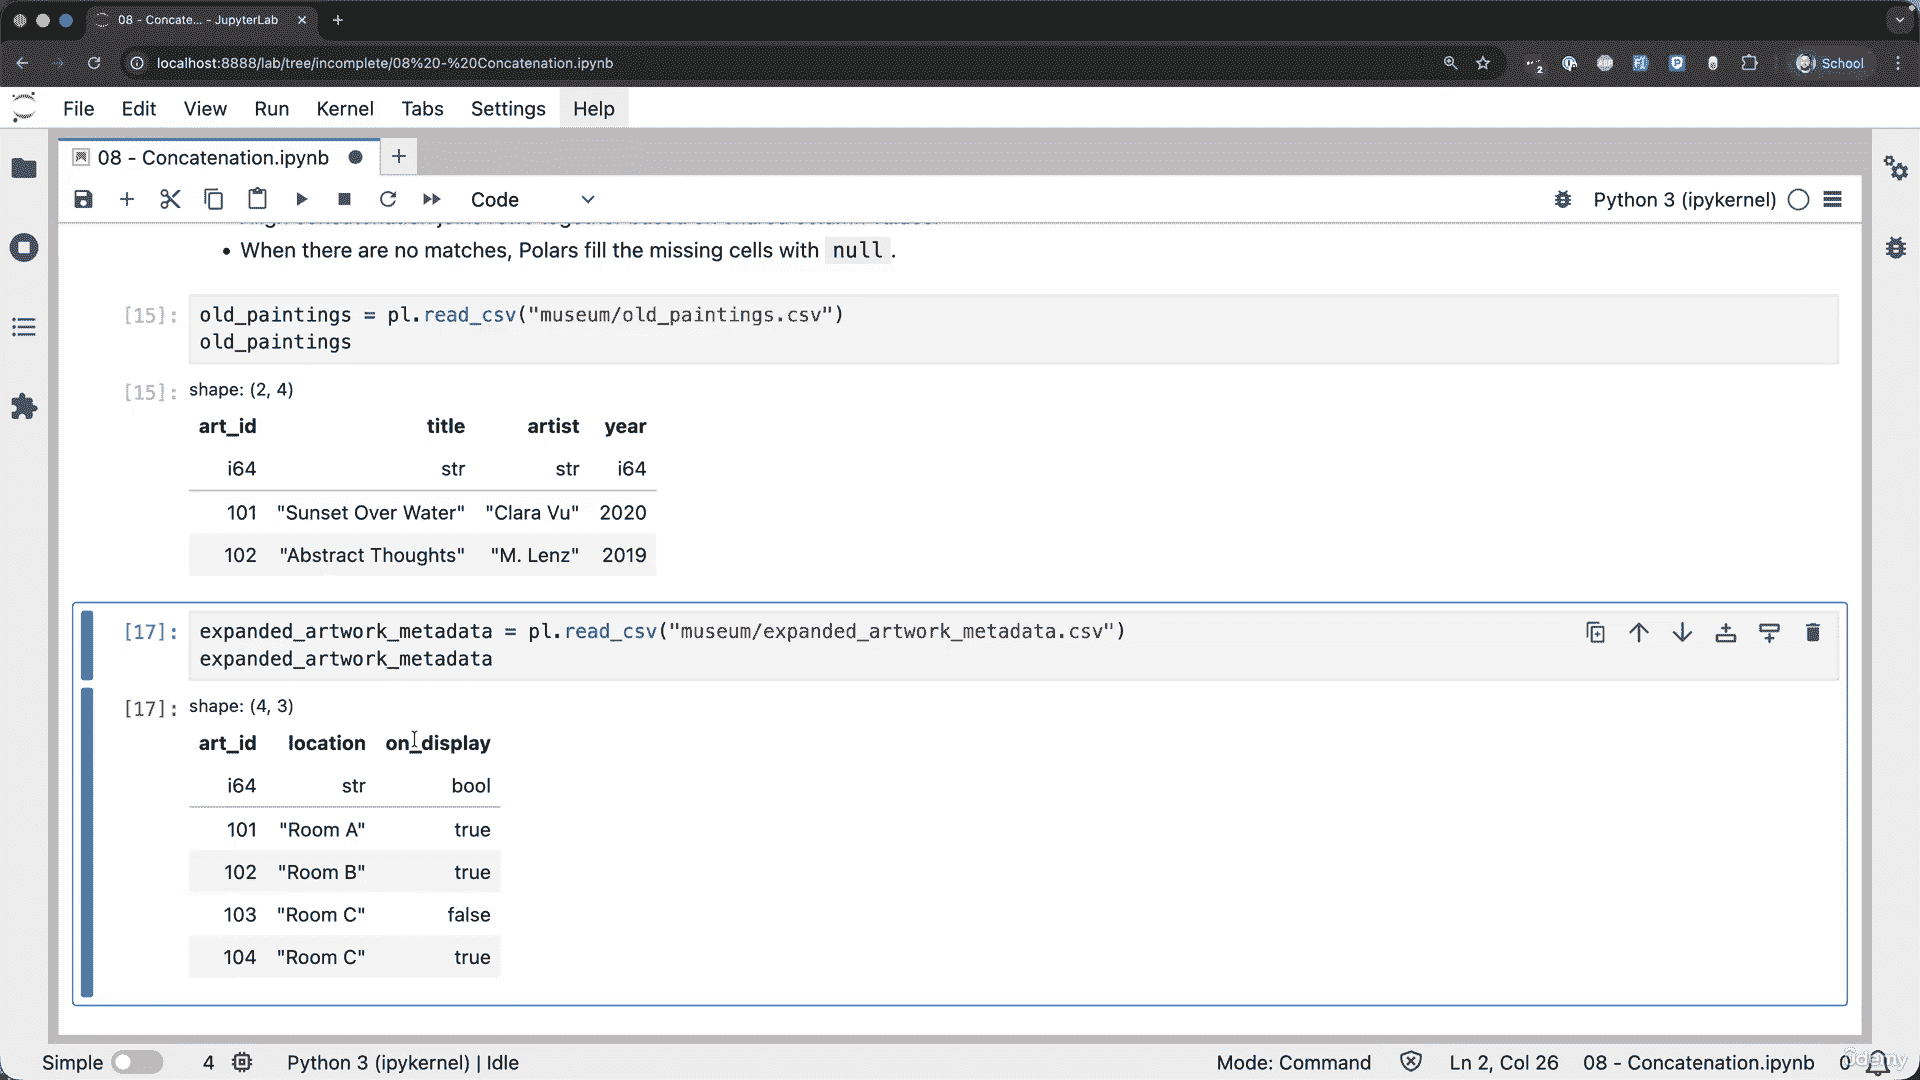 08 - Concate... - JupyterLab
localhost:8888/lab/tree/incomplete/08%20-%20Concatenation.ipynb
2
School
File Edit View Run Kernel Tabs Settings Help
08 - Concatenation.ipynb
Code
Python 3 (ipykernel)
• When there are no matches, Polars fill the missing cells with null.
[15]: old_paintings = pl.read_csv("museum/old_paintings.csv")
old_paintings
[15]: shape: (2, 4)
art_id title artist year
i64 str str i64
101 "Sunset Over Water" "Clara Vu" 2020
102 "Abstract Thoughts" "M. Lenz" 2019
[17]: expanded_artwork_metadata = pl.read_csv("museum/expanded_artwork_metadata.csv")
expanded_artwork_metadata
[17]: shape: (4, 3)
art_id location on_display
i64 str bool
101 "Room A" true
102 "Room B" true
103 "Room C" false
104 "Room C" true
Simple 4 Python 3 (ipykernel) | Idle Mode: Command Ln 2, Col 26 08 - Concatenation.ipynb 0
udemy